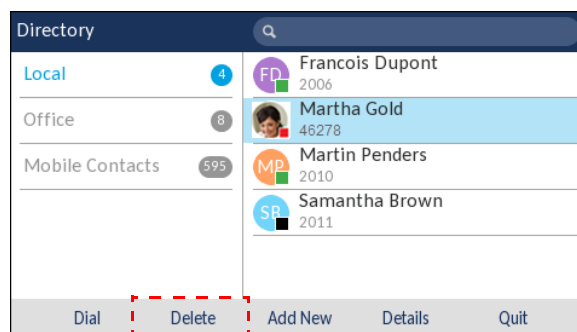 Directory
Local
4
Office
8
Mobile Contacts
595
FD
Francois Dupont
2006
Martha Gold
46278
MP
Martin Penders
2010
SB
Samantha Brown
2011
Dial Delete Add New Details Quit